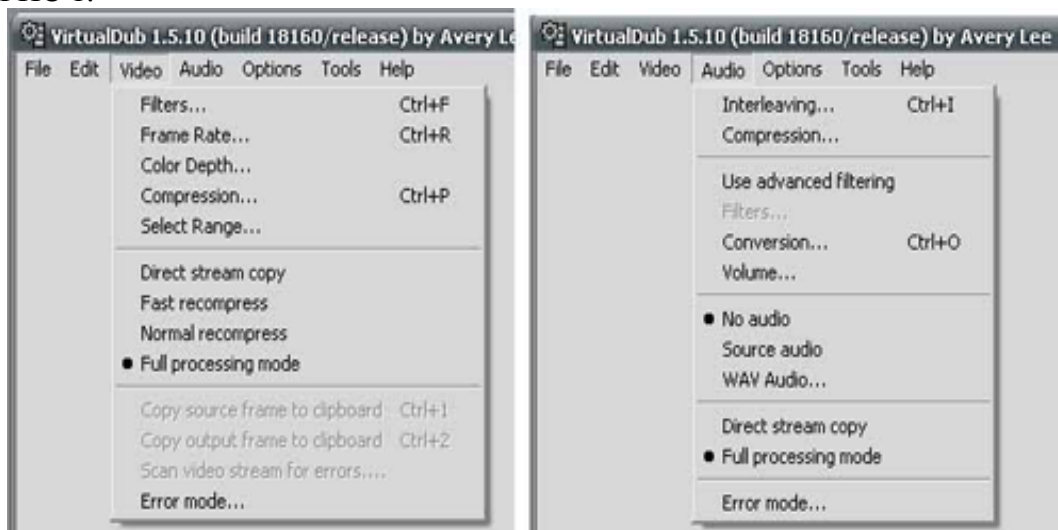 VirtualDub 1.5.10 (build 18160/release) by Avery
File Edit Video Audio Options Tools Help
Filters... Ctrl+F
Frame Rate... Ctrl+R
Color Depth...
Compression... Ctrl+P
Select Range...
Direct stream copy
Fast recompress
Normal recompress
Full processing mode
Copy source frame to clipboard Ctrl+1
Copy output frame to clipboard Ctrl+2
Scan video stream for errors....
Error mode...
VirtualDub 1.5.10 (build 18160/release) by Avery Lee
File Edit Video Audio Options Tools Help
Interleaving... Ctrl+I
Compression...
Use advanced filtering
Filters...
Conversion... Ctrl+O
Volume...
No audio
Source audio
WAV Audio...
Direct stream copy
Full processing mode
Error mode...